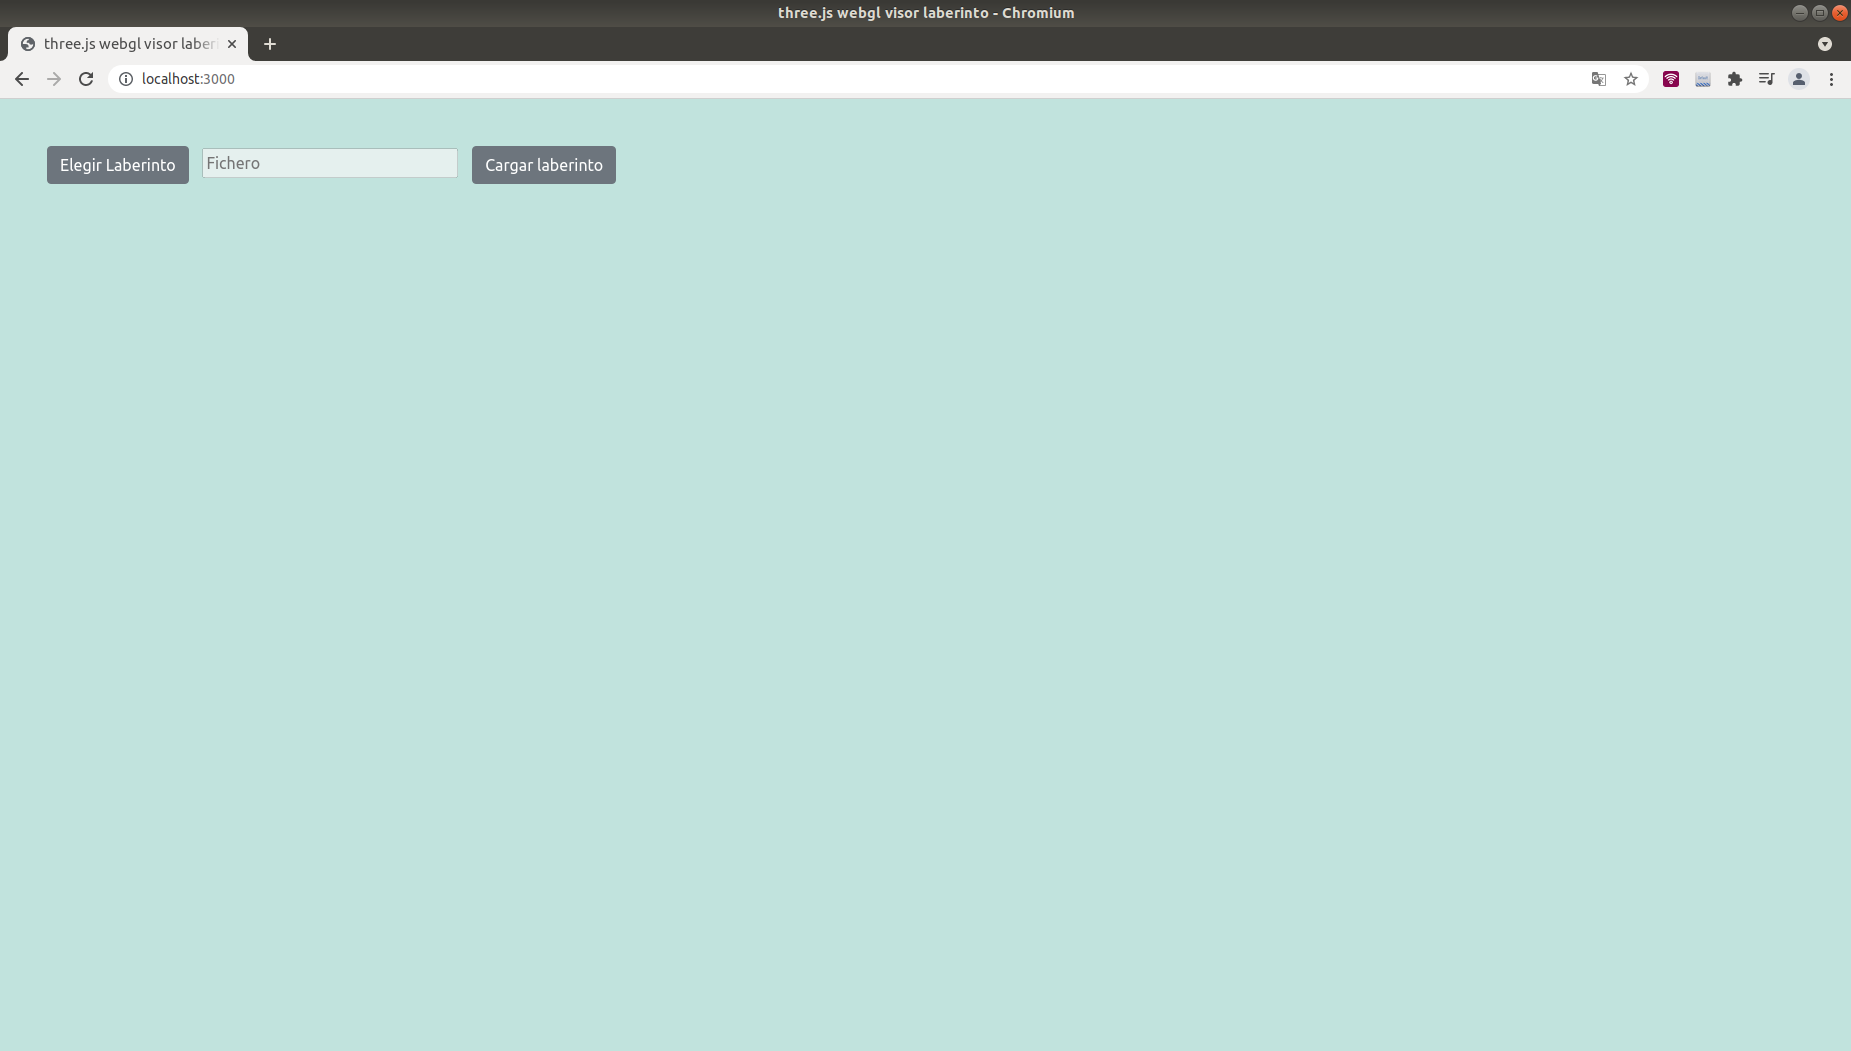 three.js webgl visor laberinto - Chromium
three.js webgl visor laberi
localhost:3000
Elegir Laberinto Fichero Cargar laberinto